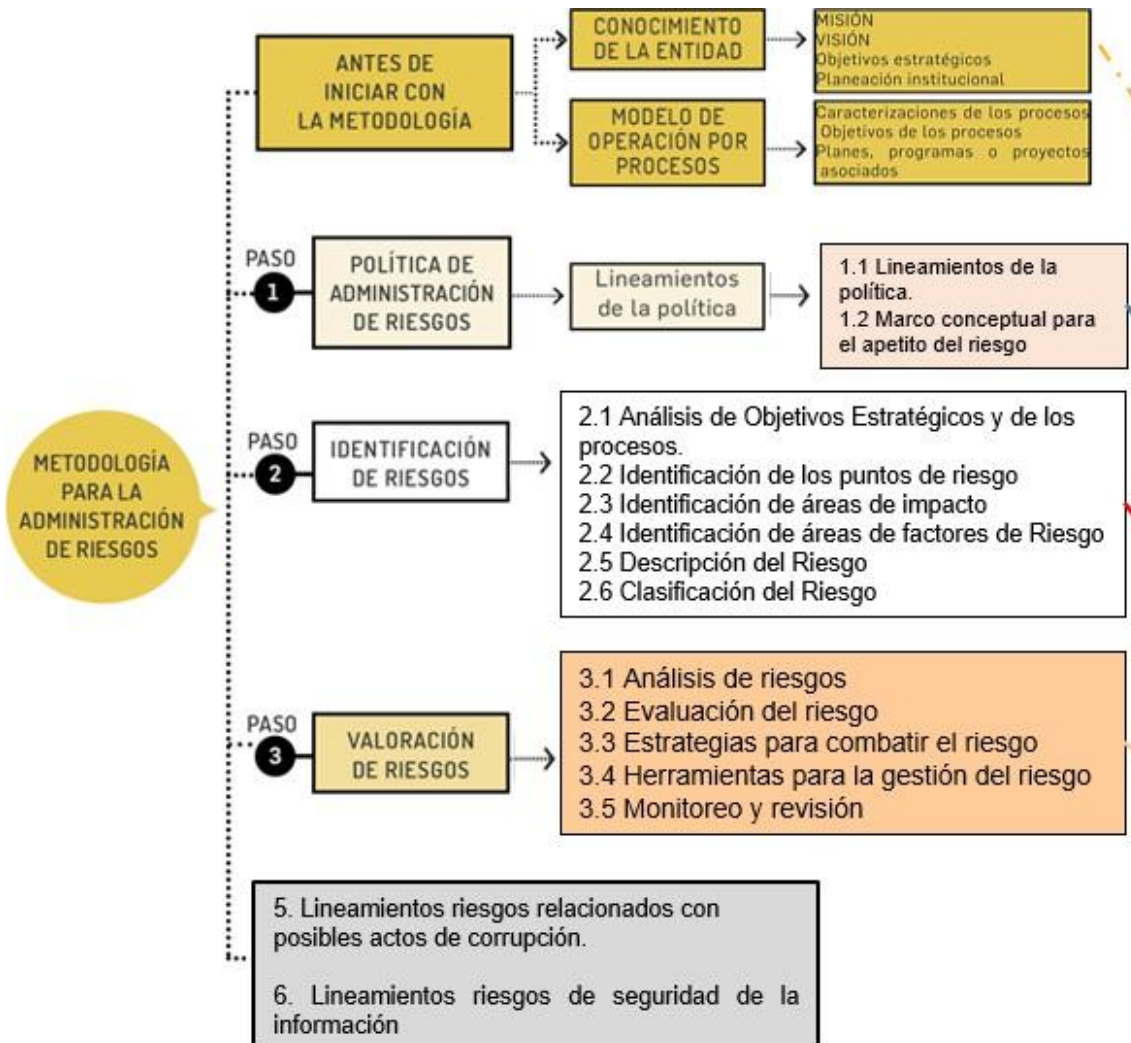 METODOLOGÍA
PARA LA
ADMINISTRACIÓN
DE RIESGOS
ANTES DE
INICIAR CON
LA METODOLOGÍA
CONOCIMIENTO
DE LA ENTIDAD
MISIÓN
VISIÓN
Objetivos estratégicos
Planeación institucional
MODELO DE
OPERACIÓN POR
PROCESOS
Caracterizaciones de los procesos
Objetivos de los procesos
Planes, programas o proyectos
asociados
PASO
1
POLÍTICA DE
ADMINISTRACIÓN
DE RIESGOS
Lineamientos
de la política
1.1 Lineamientos de la
política.
1.2 Marco conceptual para
el apetito del riesgo
PASO
2
IDENTIFICACIÓN
DE RIESGOS
2.1 Análisis de Objetivos Estratégicos y de los
procesos.
2.2 Identificación de los puntos de riesgo
2.3 Identificación de áreas de impacto
2.4 Identificación de áreas de factores de Riesgo
2.5 Descripción del Riesgo
2.6 Clasificación del Riesgo
PASO
3
VALORACIÓN
DE RIESGOS
3.1 Análisis de riesgos
3.2 Evaluación del riesgo
3.3 Estrategias para combatir el riesgo
3.4 Herramientas para la gestión del riesgo
3.5 Monitoreo y revisión
5. Lineamientos riesgos relacionados con
posibles actos de corrupción.
6. Lineamientos riesgos de seguridad de la
información